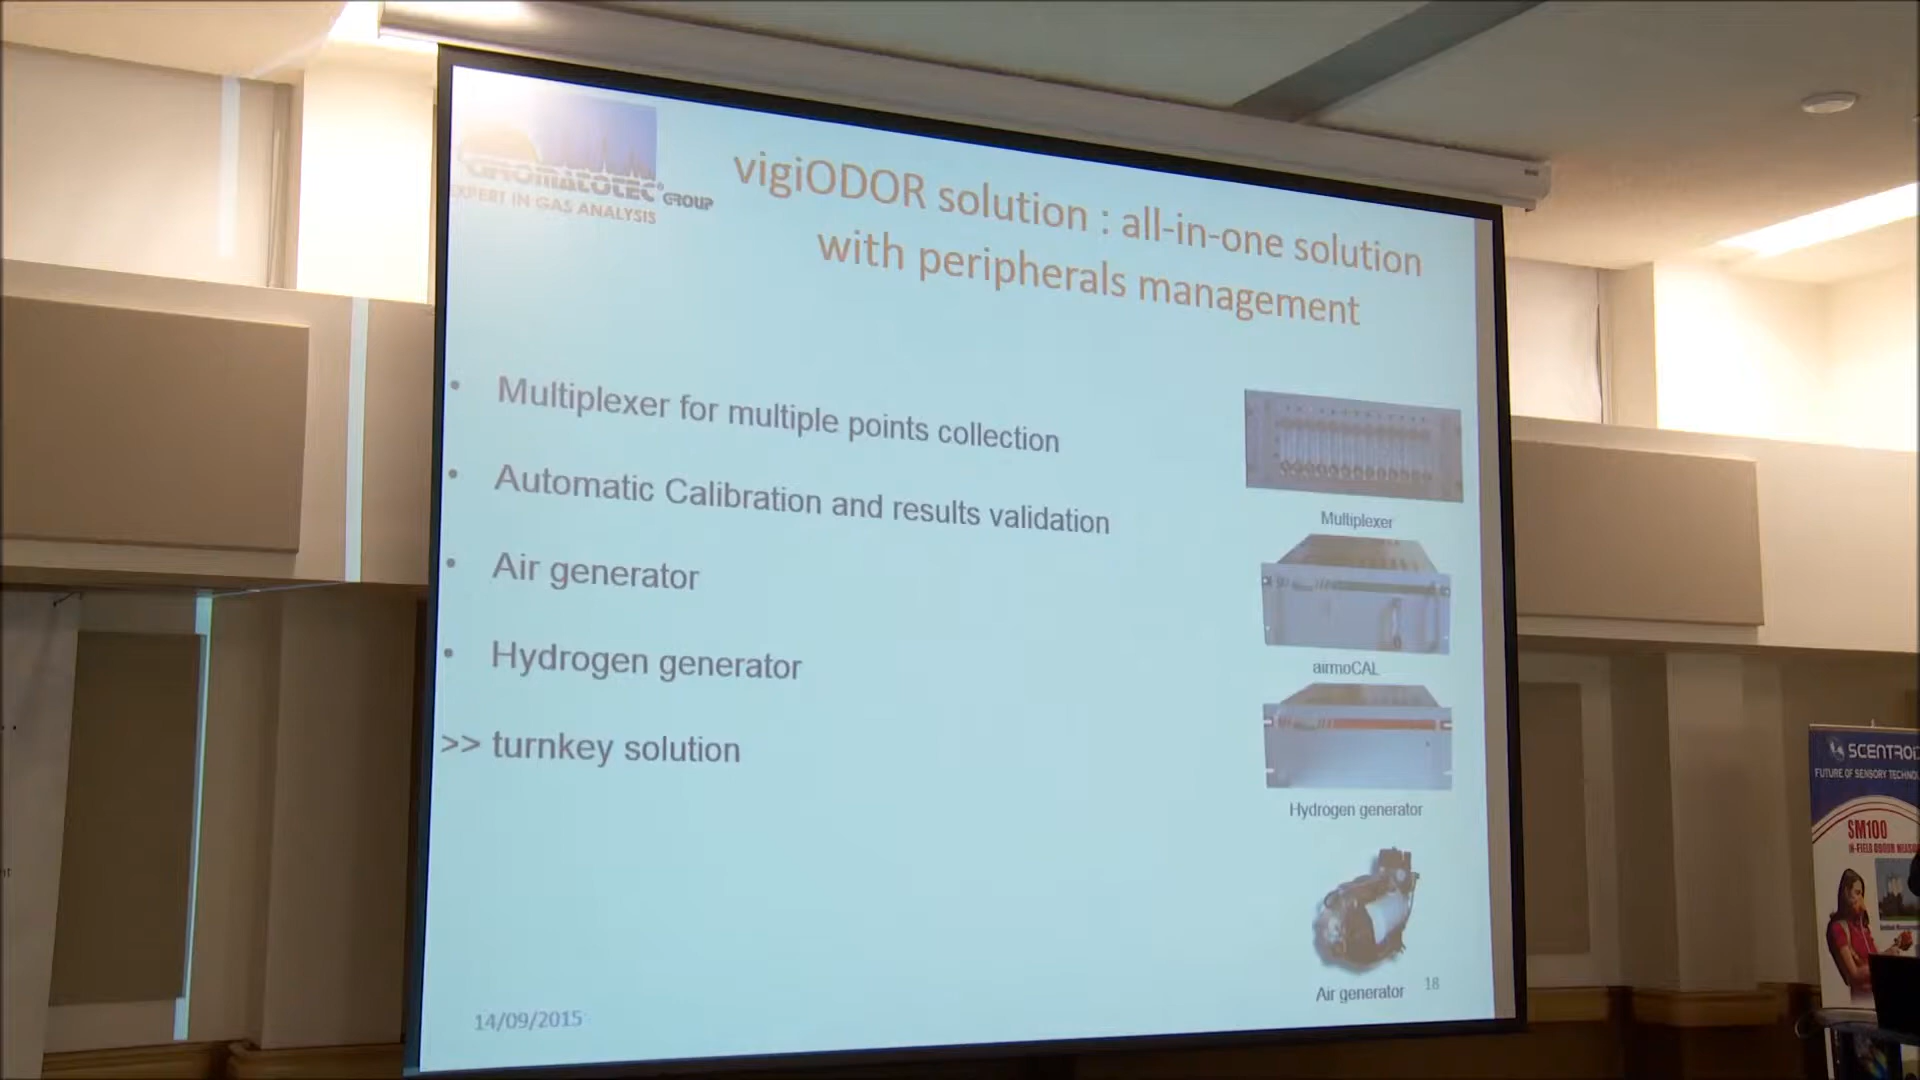 CHROMATOTEC® GROUP
EXPERT IN GAS ANALYSIS
vigiODOR solution : all-in-one solution
with peripherals management
• Multiplexer for multiple points collection
• Automatic Calibration and results validation
• Air generator
• Hydrogen generator
>> turnkey solution
Multiplexer
airmoCAL
Hydrogen generator
Air generator
18
14/09/2015
SCENTROI
FUTURE OF SENSORY TECHNOL
SM100
IN-FIELD ODOUR MEASU